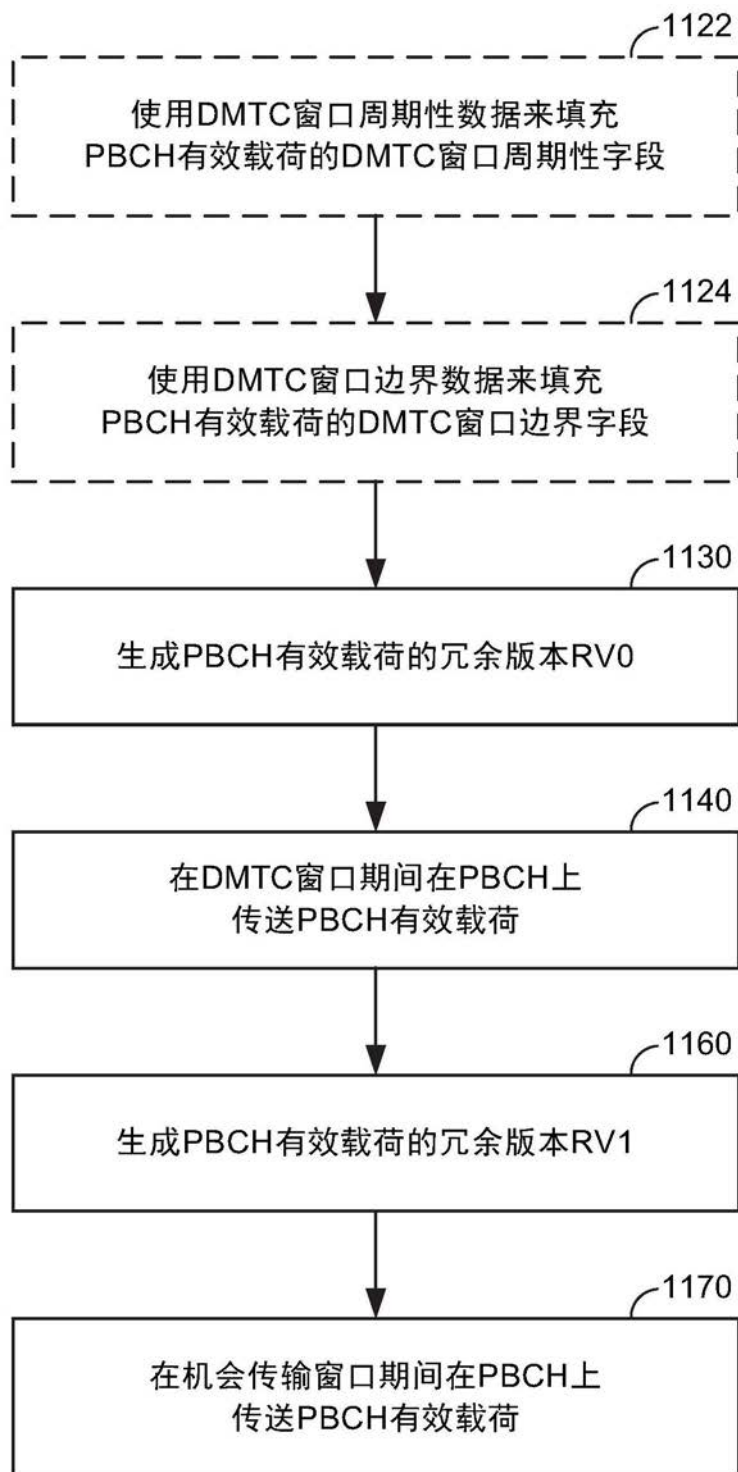 1122
使用DMTC窗口周期性数据来填充
PBCH有效载荷的DMTC窗口周期性字段
1124
使用DMTC窗口边界数据来填充
PBCH有效载荷的DMTC窗口边界字段
1130
生成PBCH有效载荷的冗余版本RV0
1140
在DMTC窗口期间在PBCH上
传送PBCH有效载荷
1160
生成PBCH有效载荷的冗余版本RV1
1170
在机会传输窗口期间在PBCH上
传送PBCH有效载荷